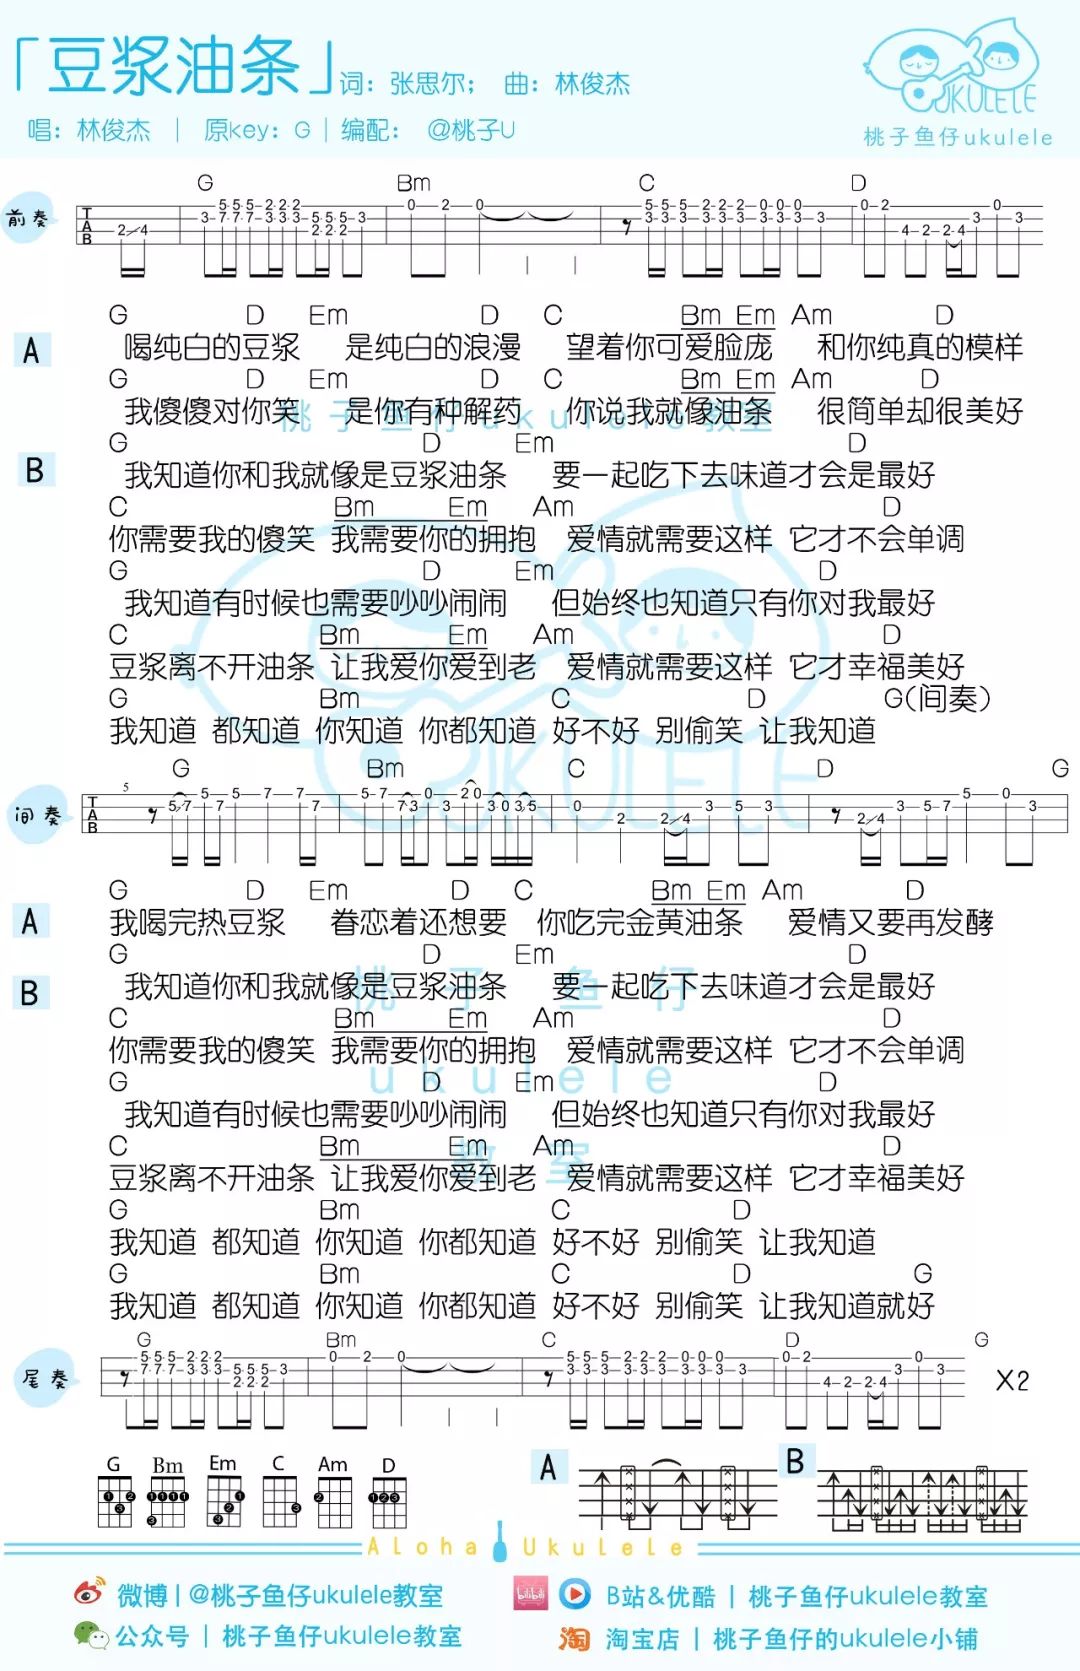 「豆浆油条」词：张思尔； 曲：林俊杰
唱：林俊杰 | 原key：G | 编配： @桃子U
UKULELE
桃子鱼仔ukulele
前奏
G Bm C D
T A B
G D Em D C Bm Em Am D
A 喝纯白的豆浆 是纯白的浪漫 望着你可爱脸庞 和你纯真的模样
G D Em D C Bm Em Am D
我傻傻对你笑 是你有种解药 你说我就像油条 很简单却很美好
桃子鱼仔ukulele教室
G D Em D
B 我知道你和我就像是豆浆油条 要一起吃下去味道才会是最好
C Bm Em Am D
你需要我的傻笑 我需要你的拥抱 爱情就需要这样 它才不会单调
G D Em D
我知道有时候也需要吵吵闹闹 但始终也知道只有你对我最好
C Bm Em Am D
豆浆离不开油条 让我爱你爱到老 爱情就需要这样 它才幸福美好
G Bm C D G(间奏)
我知道 都知道 你知道 你都知道 好不好 别偷笑 让我知道
UKULELE
间奏
G Bm C D G
T A B
G D Em D C Bm Em Am D
A 我喝完热豆浆 眷恋着还想要 你吃完金黄油条 爱情又要再发酵
G D Em D
B 我知道你和我就像是豆浆油条 要一起吃下去味道才会是最好
桃子 鱼仔
C Bm Em Am D
你需要我的傻笑 我需要你的拥抱 爱情就需要这样 它才不会单调
ukulele
G D Em D
我知道有时候也需要吵吵闹闹 但始终也知道只有你对我最好
C Bm Em Am D
豆浆离不开油条 让我爱你爱到老 爱情就需要这样 它才幸福美好
教室
G Bm C D
我知道 都知道 你知道 你都知道 好不好 别偷笑 让我知道
G Bm C D G
我知道 都知道 你知道 你都知道 好不好 别偷笑 让我知道就好
尾奏
G Bm C D G
X2
G Bm Em C Am D
A B
Aloha Ukulele
微博 | @桃子鱼仔ukulele教室
bilibili B站&优酷 | 桃子鱼仔ukulele教室
公众号 | 桃子鱼仔ukulele教室
淘 淘宝店 | 桃子鱼仔的ukulele小铺